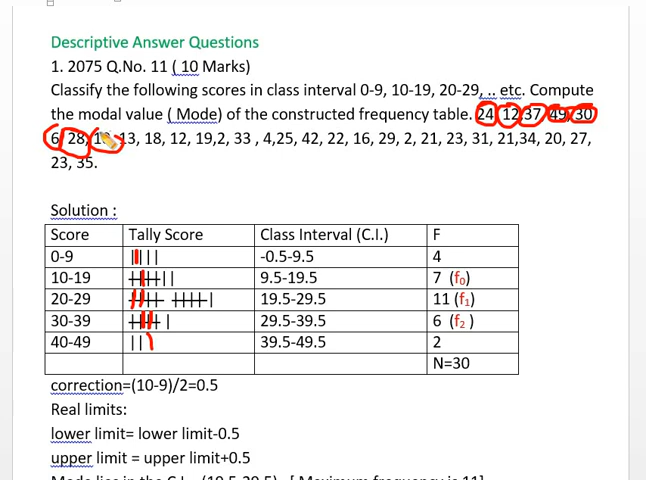 Descriptive Answer Questions
1. 2075 Q.No. 11 ( 10 Marks)
Classify the following scores in class interval 0-9, 10-19, 20-29, .. etc. Compute
the modal value ( Mode) of the constructed frequency table. 24 12,37,49,30
6, 28, 13, 18, 12, 19,2, 33 , 4,25, 42, 22, 16, 29, 2, 21, 23, 31, 21,34, 20, 27,
23, 35.
Solution :
Score Tally Score Class Interval (C.I.) F
0-9 |||| -0.5-9.5 4
10-19 |||| || 9.5-19.5 7 (f₀)
20-29 |||| |||| | 19.5-29.5 11 (f₁)
30-39 |||| | 29.5-39.5 6 (f₂ )
40-49 || 39.5-49.5 2
N=30
correction=(10-9)/2=0.5
Real limits:
lower limit= lower limit-0.5
upper limit = upper limit+0.5